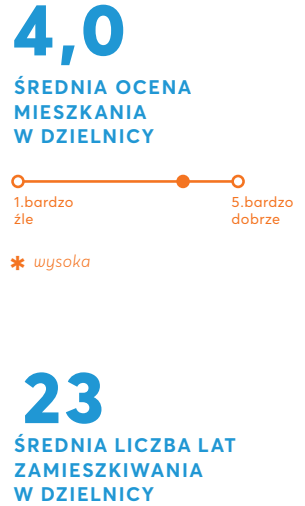 4,0
ŚREDNIA OCENA
MIESZKANIA
W DZIELNICY
1.bardzo
źle
5.bardzo
dobrze
✱ wysoka
23
ŚREDNIA LICZBA LAT
ZAMIESZKIWANIA
W DZIELNICY